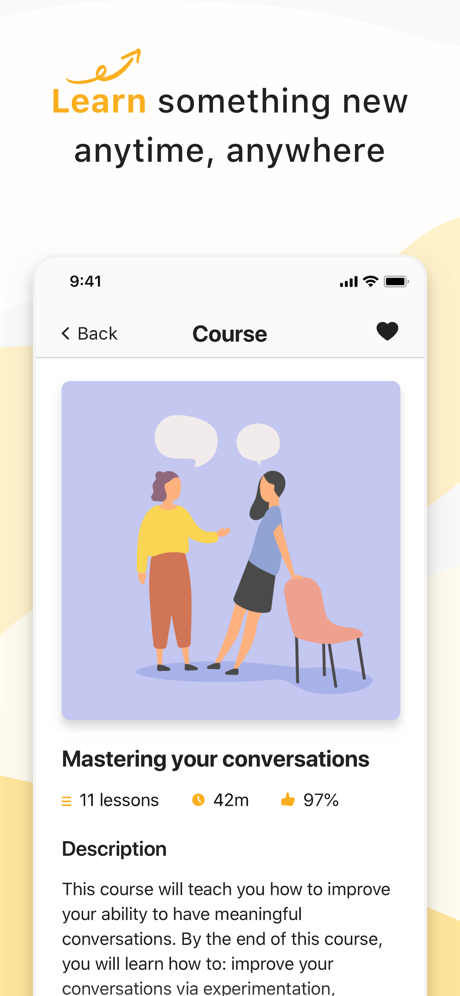 Learn something new
anytime, anywhere
9:41
Back
Course
Mastering your conversations
11 lessons 42m 97%
Description
This course will teach you how to improve
your ability to have meaningful
conversations. By the end of this course,
you will learn how to: improve your
conversations via experimentation,